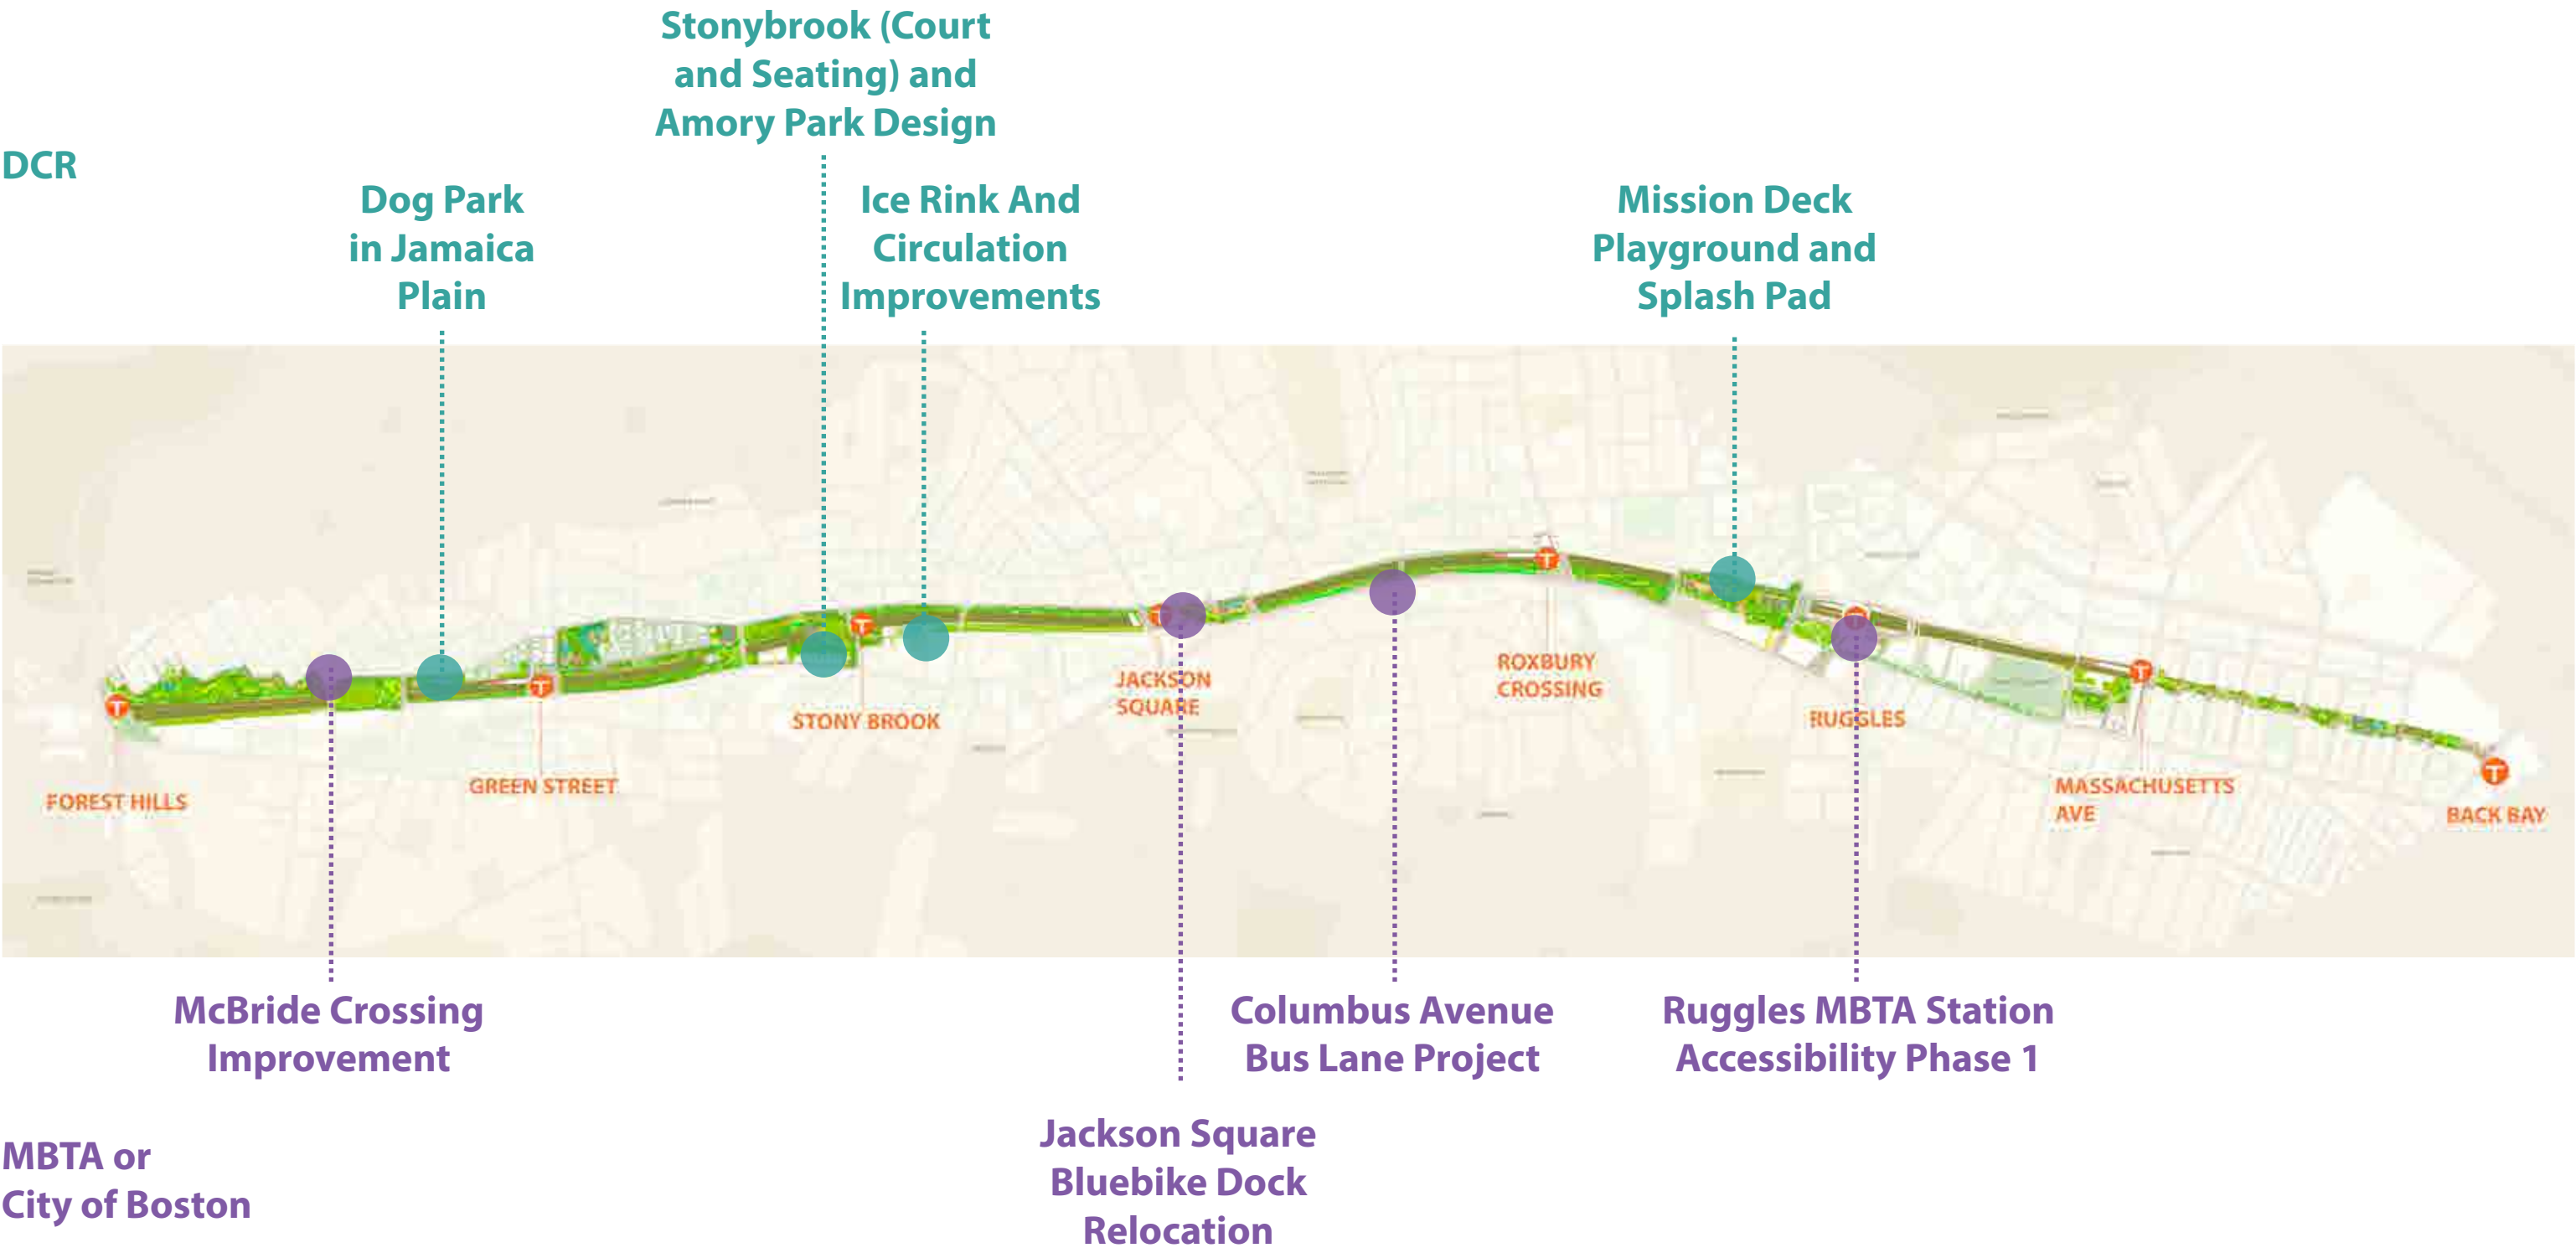 Stonybrook (Court
and Seating) and
Amory Park Design
DCR
Dog Park
in Jamaica
Plain
Ice Rink And
Circulation
Improvements
Mission Deck
Playground and
Splash Pad
FOREST HILLS
GREEN STREET
STONY BROOK
JACKSON
SQUARE
ROXBURY
CROSSING
RUGGLES
MASSACHUSETTS
AVE
BACK BAY
T
T
T
T
T
T
McBride Crossing
Improvement
Columbus Avenue
Bus Lane Project
Ruggles MBTA Station
Accessibility Phase 1
Jackson Square
Bluebike Dock
Relocation
MBTA or
City of Boston